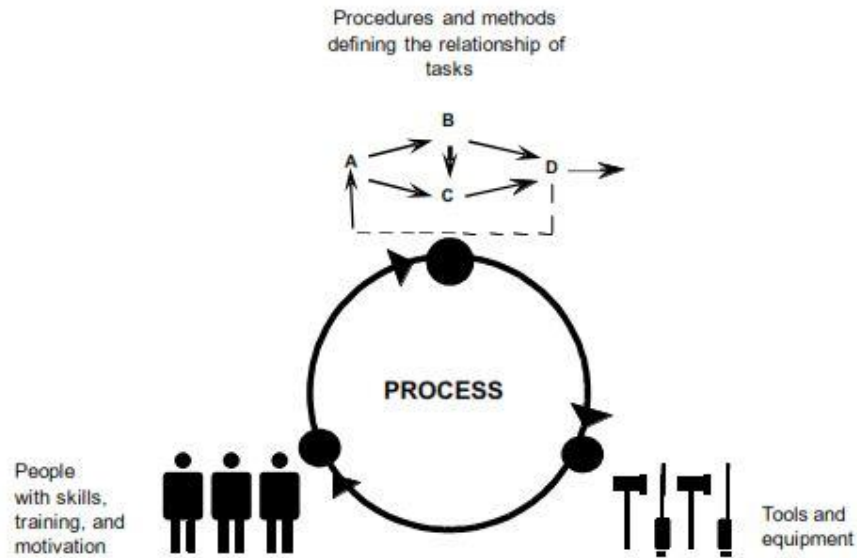 Procedures and methods
defining the relationship of
tasks
B
A
D
C
PROCESS
People
with skills,
training, and
motivation
Tools and
equipment